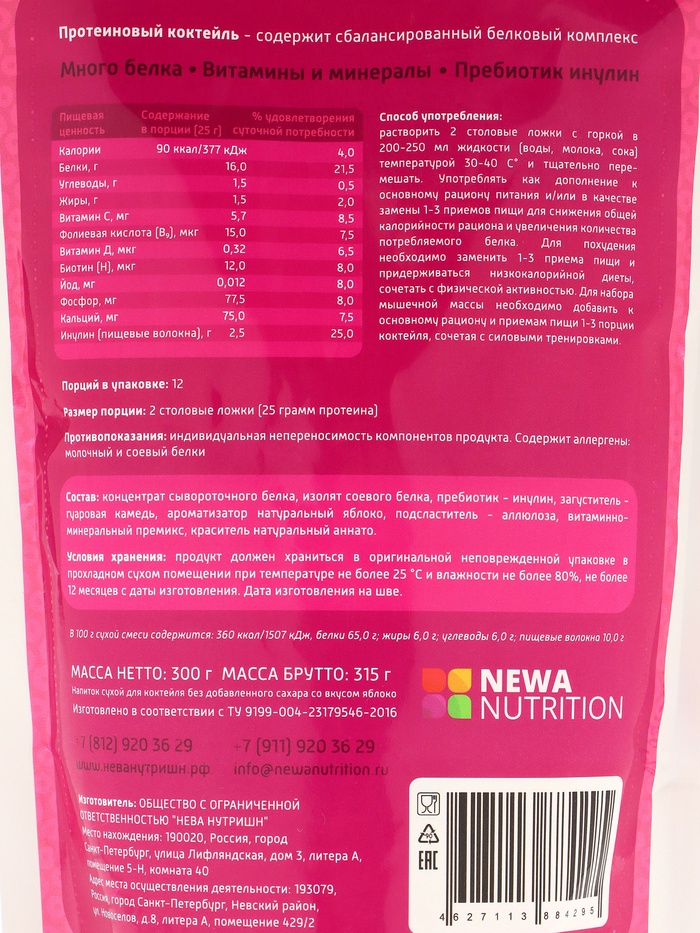 Протеиновый коктейль - содержит сбалансированный белковый комплекс
Много белка • Витамины и минералы • Пребиотик инулин
Пищевая ценность Содержание в порции (25 г) % удовлетворения суточной потребности
Калории 90 ккал/377 кДж 4,0
Белки, г 16,0 21,5
Углеводы, г 1,5 0,5
Жиры, г 1,5 2,0
Витамин С, мг 5,7 8,5
Фолиевая кислота (В₉), мкг 15,0 7,5
Витамин Д, мкг 0,32 6,5
Биотин (Н), мкг 12,0 8,0
Йод, мг 0,012 8,0
Фосфор, мг 77,5 8,0
Кальций, мг 75,0 7,5
Инулин (пищевые волокна), г 2,5 25,0
Способ употребления:
растворить 2 столовые ложки с горкой в
200-250 мл жидкости (воды, молока, сока)
температурой 30-40 С° и тщательно пере-
мешать. Употреблять как дополнение к
основному рациону питания и/или в качестве
замены 1-3 приемов пищи для снижения общей
калорийности рациона и увеличения количества
потребляемого белка. Для похудения
необходимо заменить 1-3 приема пищи и
придерживаться низкокалорийной диеты,
сочетать с физической активностью. Для набора
мышечной массы необходимо добавить к
основному рациону и приемам пищи 1-3 порции
коктейля, сочетая с силовыми тренировками.
Порций в упаковке: 12
Размер порции: 2 столовые ложки (25 грамм протеина)
Противопоказания: индивидуальная непереносимость компонентов продукта. Содержит аллергены:
молочный и соевый белки
Состав: концентрат сывороточного белка, изолят соевого белка, пребиотик - инулин, загуститель -
гуаровая камедь, ароматизатор натуральный яблоко, подсластитель - аллюлоза, витаминно-
минеральный премикс, краситель натуральный аннато.
Условия хранения: продукт должен храниться в оригинальной неповрежденной упаковке в
прохладном сухом помещении при температуре не более 25 °С и влажности не более 80%, не более
12 месяцев с даты изготовления. Дата изготовления на шве.
В 100 г сухой смеси содержится: 360 ккал/1507 кДж, белки 65,0 г; жиры 6,0 г; углеводы 6,0 г; пищевые волокна 10,0 г
МАССА НЕТТО: 300 г МАССА БРУТТО: 315 г
Напиток сухой для коктейля без добавленного сахара со вкусом яблоко
Изготовлено в соответствии с ТУ 9199-004-23179546-2016
NEWA
NUTRITION
+7 (812) 920 36 29 +7 (911) 920 36 29
www.неванутришн.рф info@newanutrition.ru
Изготовитель: ОБЩЕСТВО С ОГРАНИЧЕННОЙ
ОТВЕТСТВЕННОСТЬЮ "НЕВА НУТРИШН"
Место нахождения: 190020, Россия, город
Санкт-Петербург, улица Лифляндская, дом 3, литера А,
помещение 5-Н, комната 40
Адрес места осуществления деятельности: 193079,
Россия, город Санкт-Петербург, Невский район,
ул. Новоселов, д.8, литера А, помещение 429/2
90
EAC
4 627113 884295